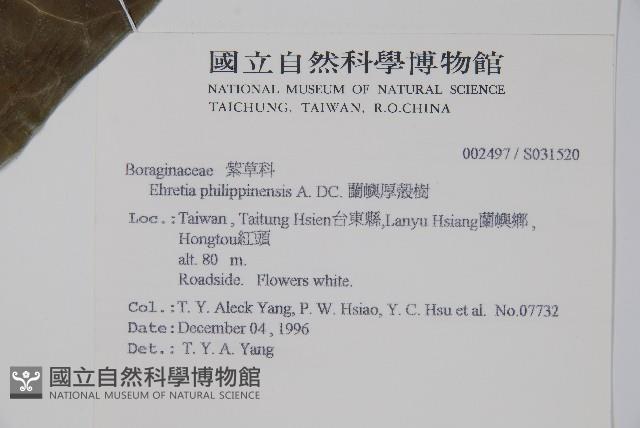 國立自然科學博物館
NATIONAL MUSEUM OF NATURAL SCIENCE
TAICHUNG, TAIWAN, R.O.CHINA
002497 / S031520
Boraginaceae 紫草科
Ehretia philippinensis A. DC. 蘭嶼厚殼樹
Loc.: Taiwan , Taitung Hsien台東縣,Lanyu Hsiang蘭嶼鄉 ,
Hongtou紅頭
alt. 80 m.
Roadside. Flowers white.
Col.: T. Y. Aleck Yang, P. W. Hsiao, Y. C. Hsu et al. No.07732
Date: December 04 , 1996
Det.: T. Y. A. Yang
國立自然科學博物館
NATIONAL MUSEUM OF NATURAL SCIENCE